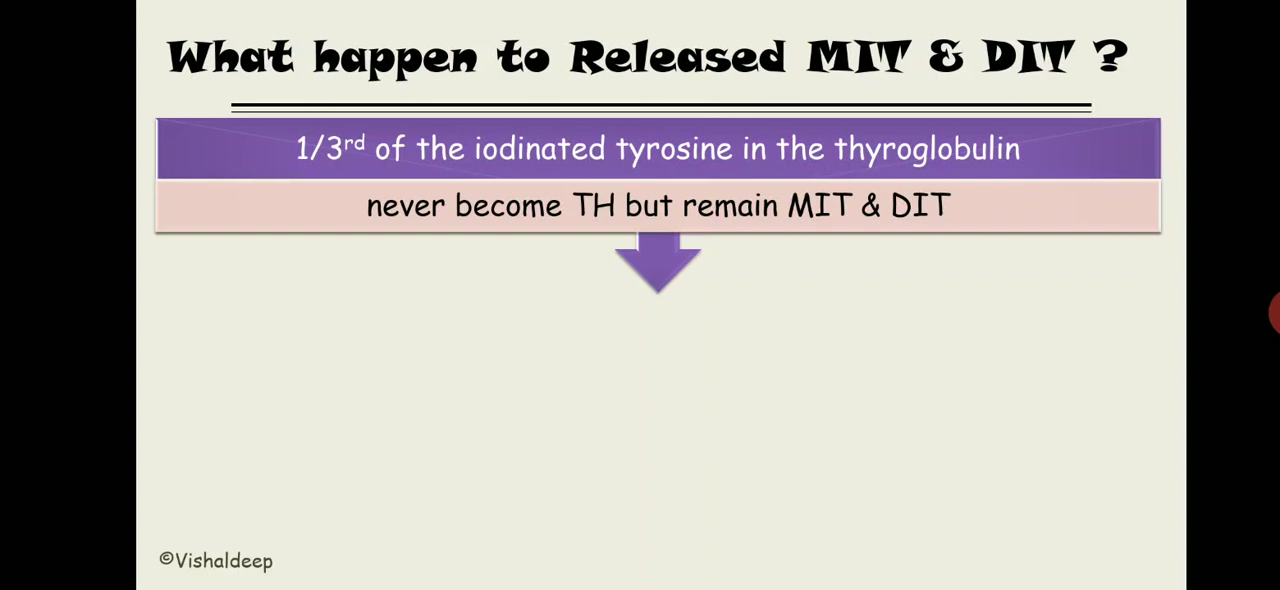 What happen to Released MIT & DIT ?
1/3rd of the iodinated tyrosine in the thyroglobulin
never become TH but remain MIT & DIT
©Vishaldeep